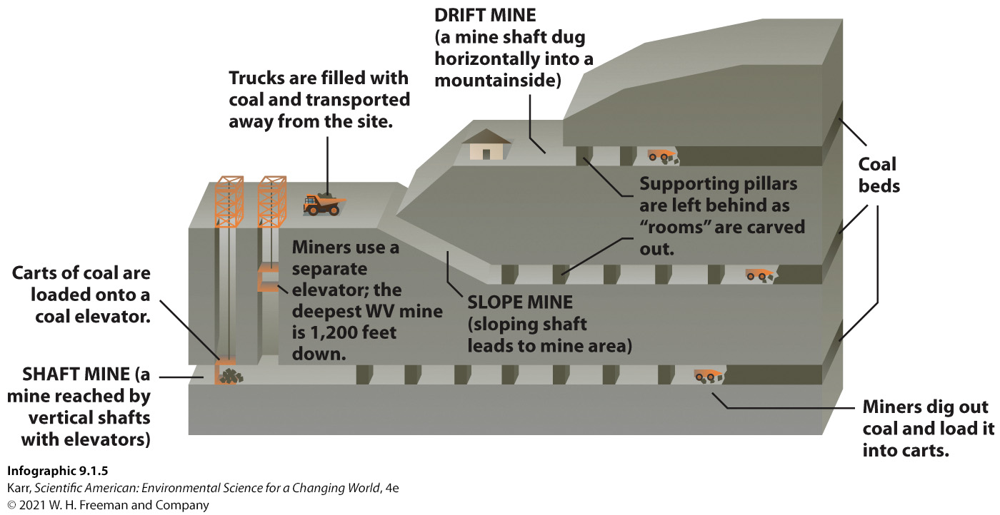 DRIFT MINE
(a mine shaft dug
horizontally into a
mountainside)
Trucks are filled with
coal and transported
away from the site.
Coal
beds
Supporting pillars
are left behind as
“rooms” are carved
out.
Miners use a
separate
elevator; the
deepest WV mine
is 1,200 feet
down.
Carts of coal are
loaded onto a
coal elevator.
SLOPE MINE
(sloping shaft
leads to mine area)
SHAFT MINE (a
mine reached by
vertical shafts
with elevators)
Miners dig out
coal and load it
into carts.
Infographic 9.1.5
Karr, Scientific American: Environmental Science for a Changing World, 4e
© 2021 W. H. Freeman and Company